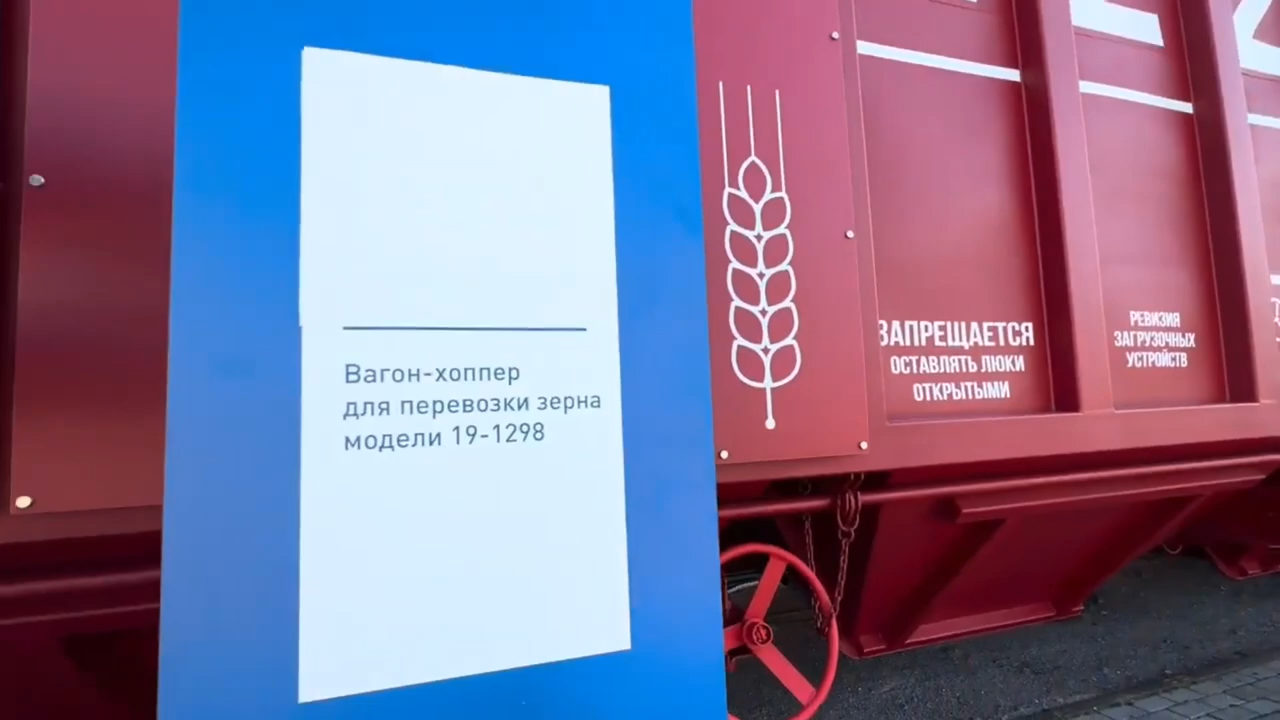 Вагон-хоппер
для перевозки зерна
модели 19-1298
ЗАПРЕЩАЕТСЯ
ОСТАВЛЯТЬ ЛЮКИ
ОТКРЫТЫМИ
РЕВИЗИЯ
ЗАГРУЗОЧНЫХ
УСТРОЙСТВ